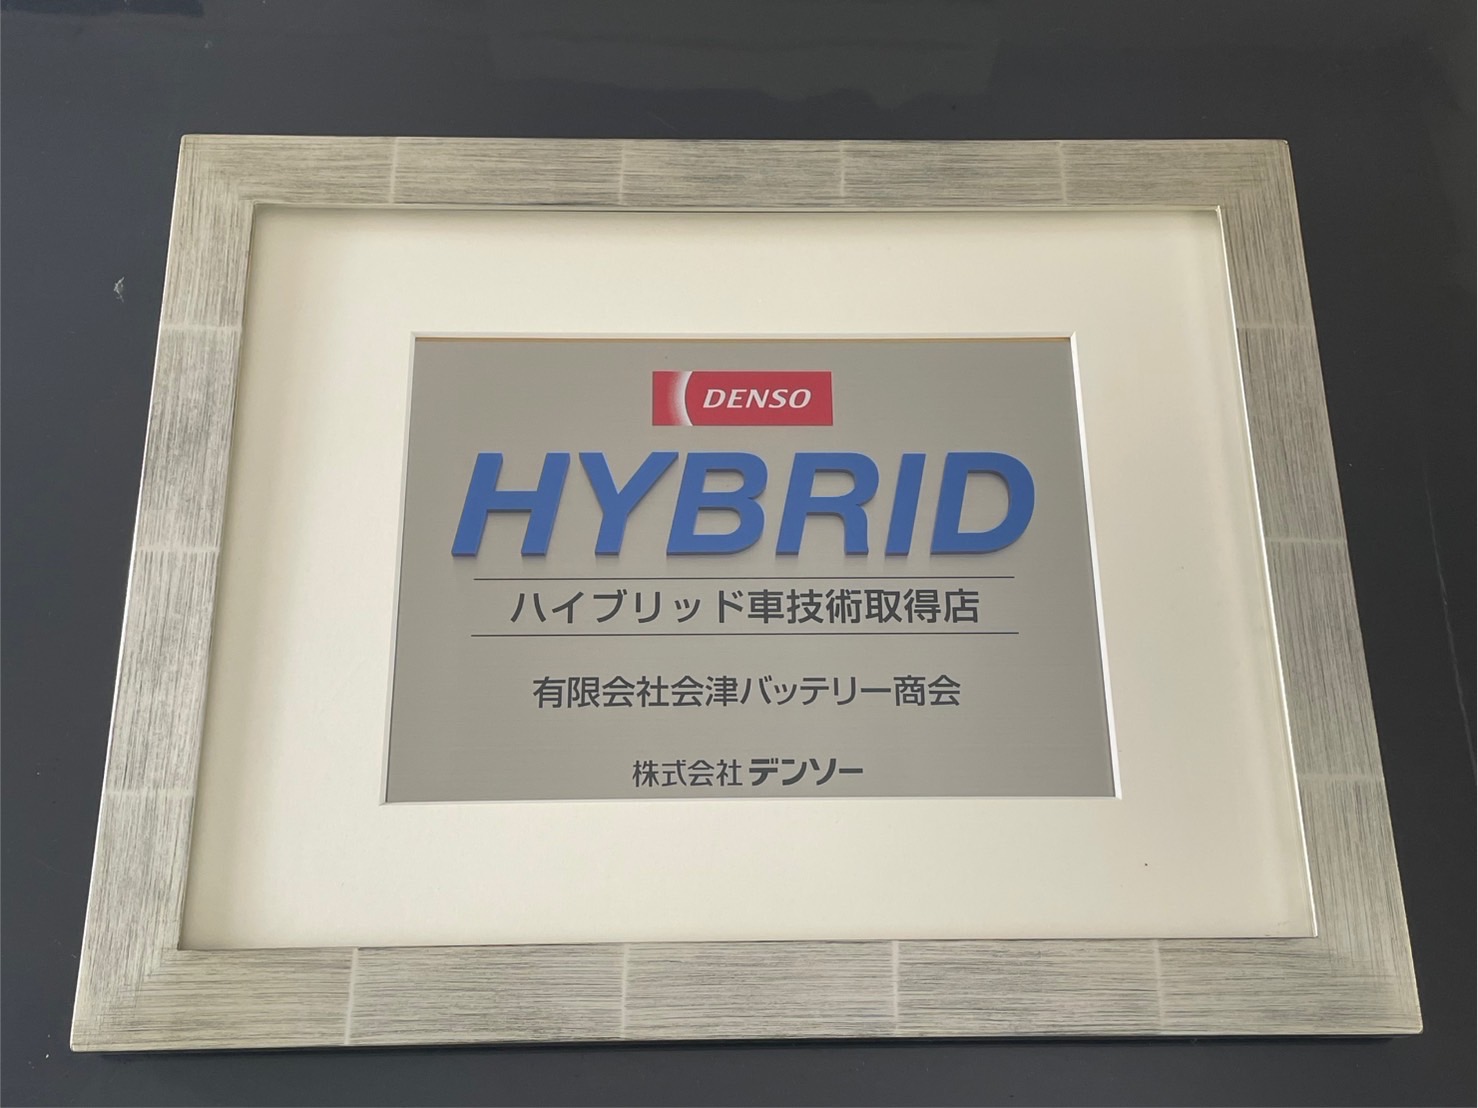 DENSO
HYBRID
ハイブリッド車技術取得店
有限会社会津バッテリー商会
株式会社デンソー